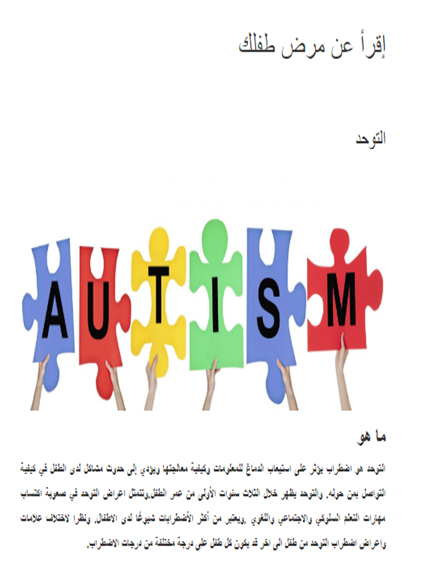 إقرأ عن مرض طفلك
التوحد
AUTISM
ما هو
التوحد هو اضطراب يؤثر على استيعاب الدماغ للمعلومات وكيفية معالجتها ويؤدي إلى حدوث مشاكل لدى الطفل في كيفية
التواصل بمن حوله. والتوحد يظهر خلال الثلاث سنوات الأولى من عمر الطفل,وتتمثل اعراض التوحد في صعوبة اكتساب
مهارات التعلم السلوكي والاجتماعي واللغوي ,ويعتبر من أكثر الأضطرابات شيوعًا لدى الاطفال. ونظرا لاختلاف علامات
واعراض اضطراب التوحد من طفل الى اخر قد يكون كل طفل على درجة مختلفة من درجات الاضطراب.